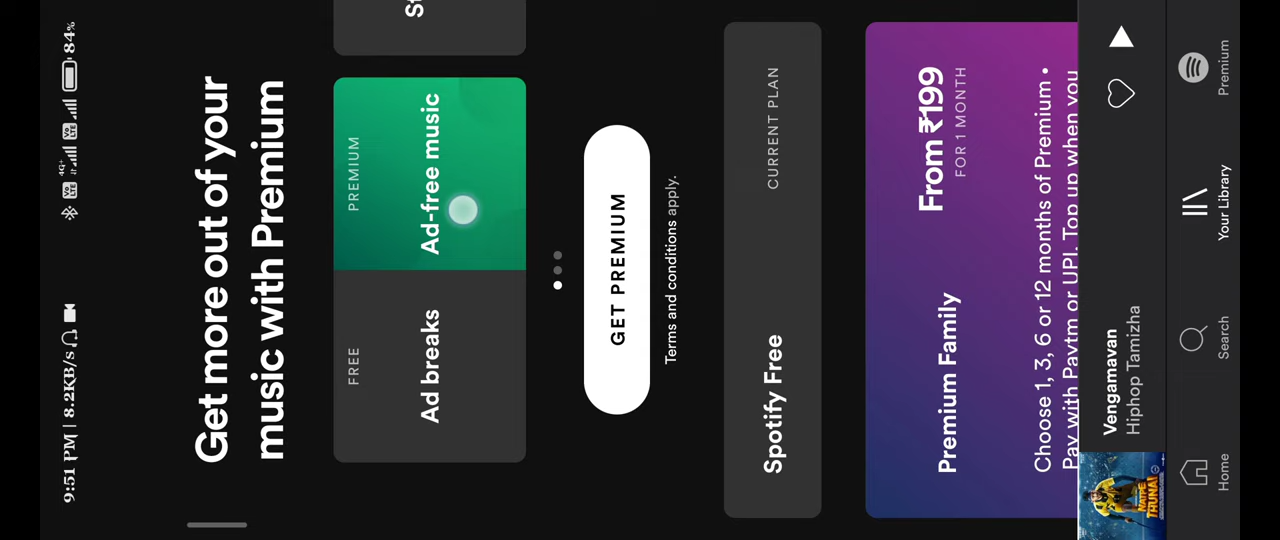 9:51 PM | 8.2KB/s
4G+
84%
Get more out of your
music with Premium
FREE
PREMIUM
Ad breaks
Ad-free music
GET PREMIUM
Terms and conditions apply.
Spotify Free
CURRENT PLAN
Premium Family
From ₹199
FOR 1 MONTH
Choose 1, 3, 6 or 12 months of Premium •
Pay with Paytm or UPI. Top up when you
NATPE
THUNAI
Vengamavan
Hiphop Tamizha
Home
Search
Your Library
Premium